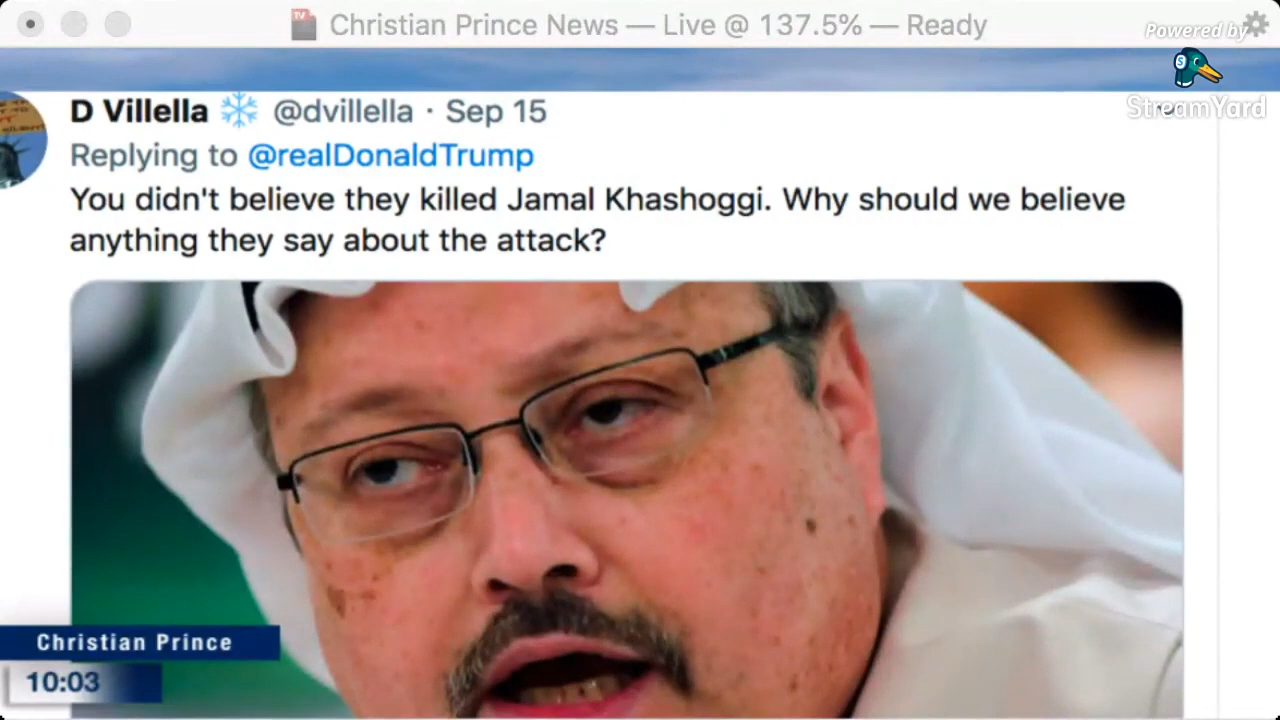 Christian Prince News — Live @ 137.5% — Ready
Powered by
StreamYard
D Villella ❄️ @dvillella · Sep 15
Replying to @realDonaldTrump
You didn't believe they killed Jamal Khashoggi. Why should we believe
anything they say about the attack?
Christian Prince
10:03